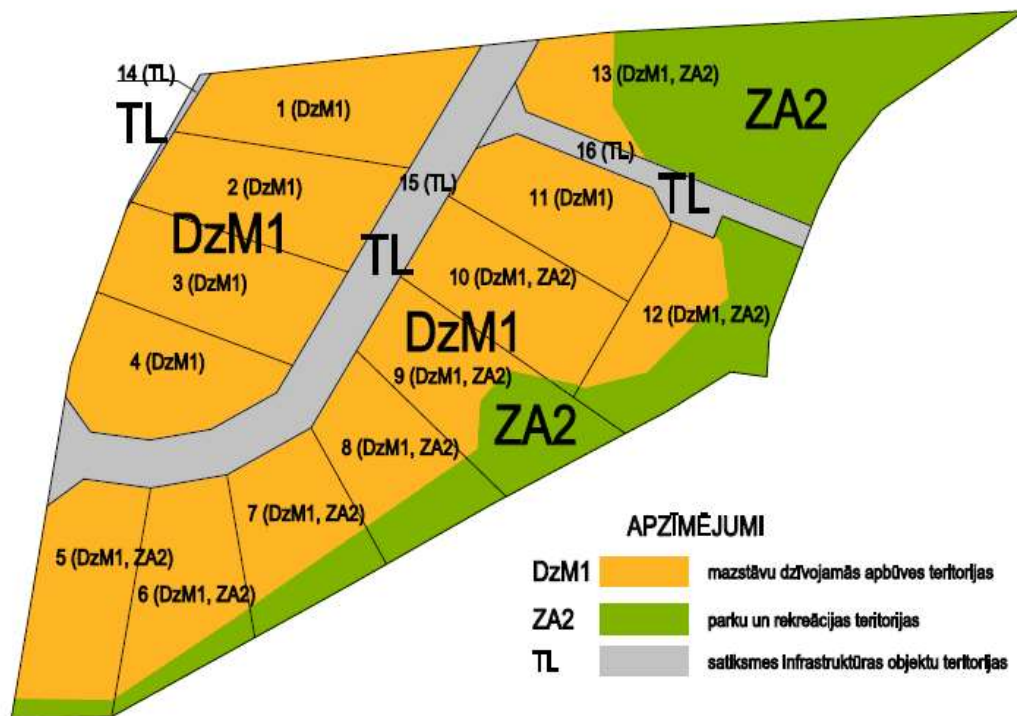 14 (TL)
TL
1 (DzM1)
13 (DzM1, ZA2)
ZA2
16 (TL)
2 (DzM1)
15 (TL)
11 (DzM1)
TL
DzM1
TL
3 (DzM1)
10 (DzM1, ZA2)
12 (DzM1, ZA2)
DzM1
4 (DzM1)
9 (DzM1, ZA2)
ZA2
8 (DzM1, ZA2)
7 (DzM1, ZA2)
5 (DzM1, ZA2)
6 (DzM1, ZA2)
APZĪMĒJUMI
DzM1 mazstāvu dzīvojamās apbūves teritorijas
ZA2 parku un rekreācijas teritorijas
TL satiksmes infrastruktūras objektu teritorijas